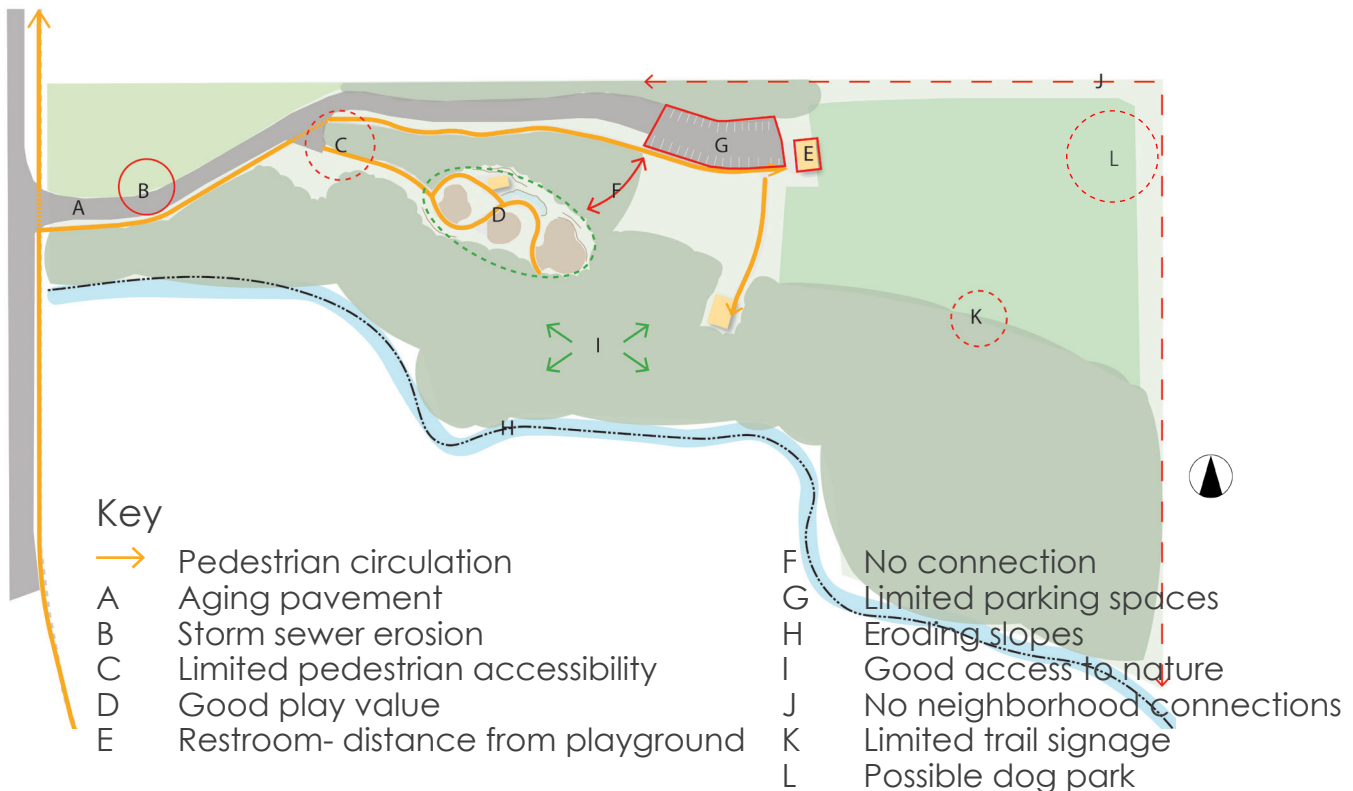 J
E
G
C
L
B
F
A
D
K
I
H
Key
Pedestrian circulation
A Aging pavement
B Storm sewer erosion
C Limited pedestrian accessibility
D Good play value
E Restroom- distance from playground
F No connection
G Limited parking spaces
H Eroding slopes
I Good access to nature
J No neighborhood connections
K Limited trail signage
L Possible dog park